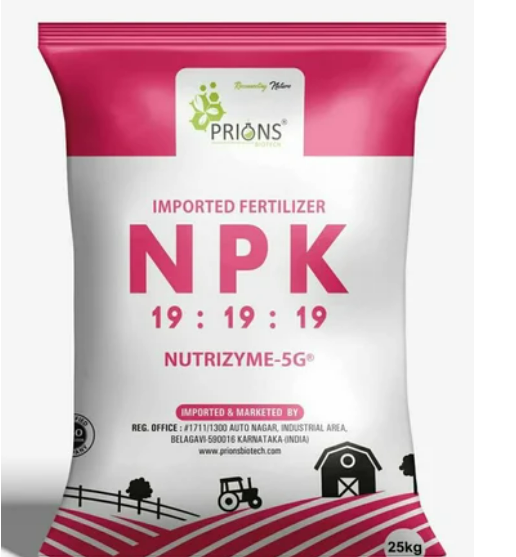 Reconnecting Nature
PRIONS®
BIOTECH
IMPORTED FERTILIZER
NPK
19 : 19 : 19
NUTRIZYME-5G®
IMPORTED & MARKETED BY
REG. OFFICE : #1711/1300 AUTO NAGAR, INDUSTRIAL AREA,
BELAGAVI-590016 KARNATAKA-(INDIA)
www.prionsbiotech.com
25kg